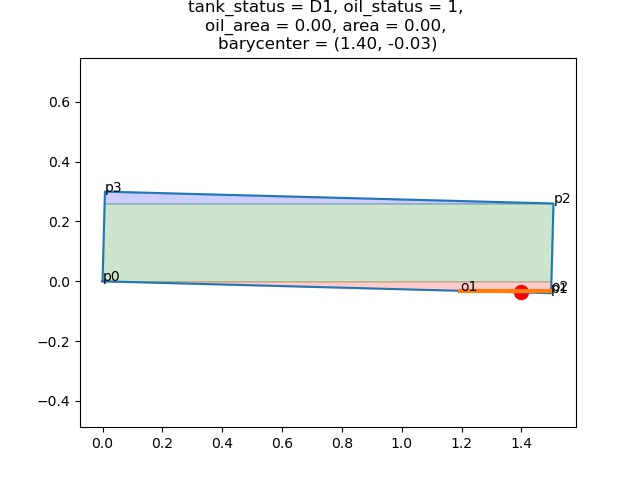 tank_status = D1, oil_status = 1,
oil_area = 0.00, area = 0.00,
barycenter = (1.40, -0.03)
0.6
0.4
p3
p2
0.2
0.0
p0
o1
o2
p1
−0.2
−0.4
0.0 0.2 0.4 0.6 0.8 1.0 1.2 1.4